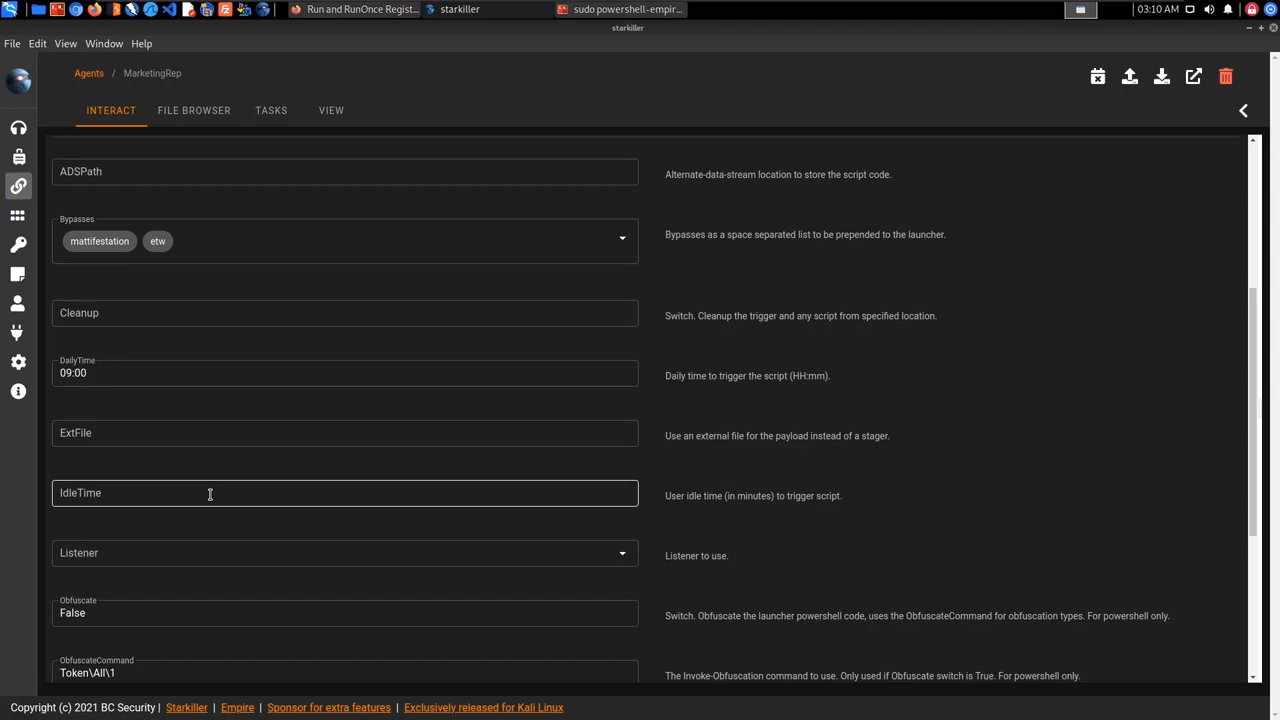 Run and RunOnce Regist...
starkiller
sudo powershell-empir...
03:10 AM
starkiller
File Edit View Window Help
Agents / MarketingRep
INTERACT FILE BROWSER TASKS VIEW
ADSPath
Alternate-data-stream location to store the script code.
Bypasses
mattifestation etw
Bypasses as a space separated list to be prepended to the launcher.
Cleanup
Switch. Cleanup the trigger and any script from specified location.
DailyTime
09:00
Daily time to trigger the script (HH:mm).
ExtFile
Use an external file for the payload instead of a stager.
IdleTime
User idle time (in minutes) to trigger script.
Listener
Listener to use.
Obfuscate
False
Switch. Obfuscate the launcher powershell code, uses the ObfuscateCommand for obfuscation types. For powershell only.
ObfuscateCommand
Token\All\1
The Invoke-Obfuscation command to use. Only used if Obfuscate switch is True. For powershell only.
Copyright (c) 2021 BC Security | Starkiller | Empire | Sponsor for extra features | Exclusively released for Kali Linux